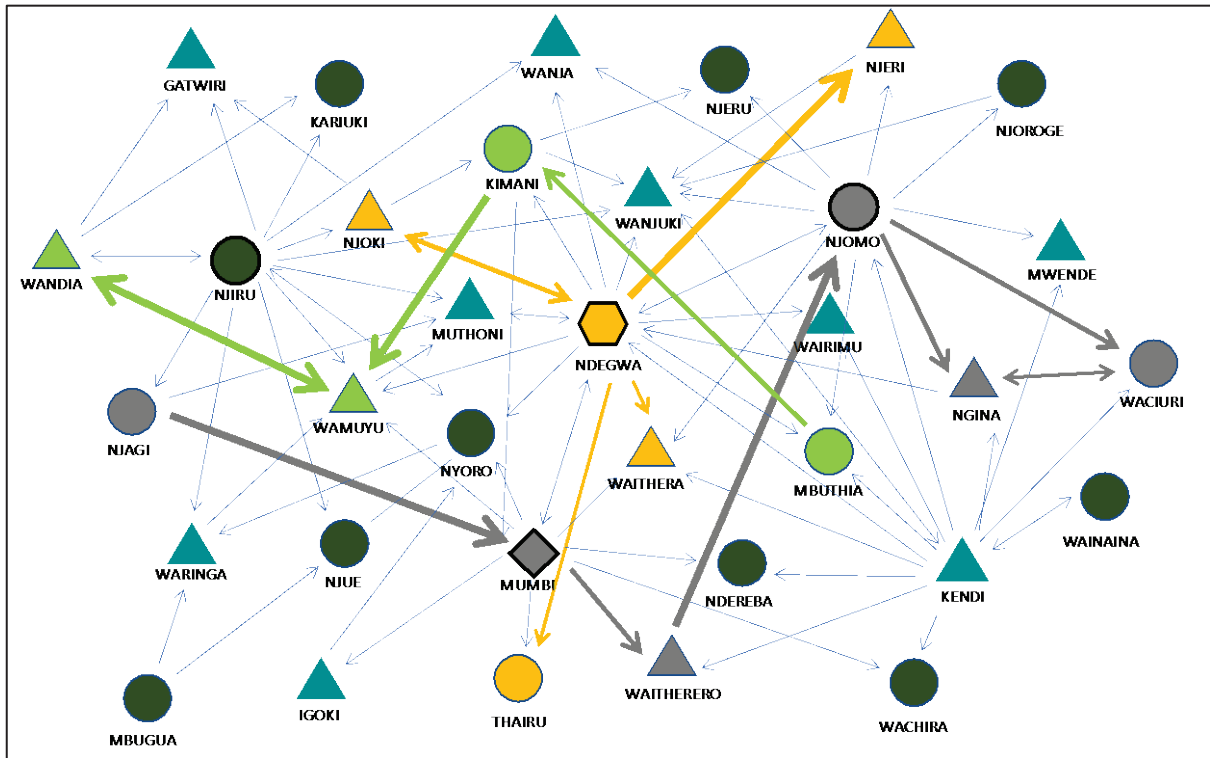 GATWIRI
WANJA
NJERI
NJERU
KARIUKI
NJOROGE
KIMANI
WANJUKI
NJOKI
NJOMO
WANDIA
NJIRU
MWENDE
MUTHONI
WAIRIMU
NDEGWA
NGINA
WACIURI
NJAGI
WAMUYU
NYORO
WAITHERA
MBUTHIA
WAINAINA
WARINGA
NJUE
MUMBI
NDEREBA
KENDI
IGOKI
THAIRU
WAITHERERO
WACHIRA
MBUGUA